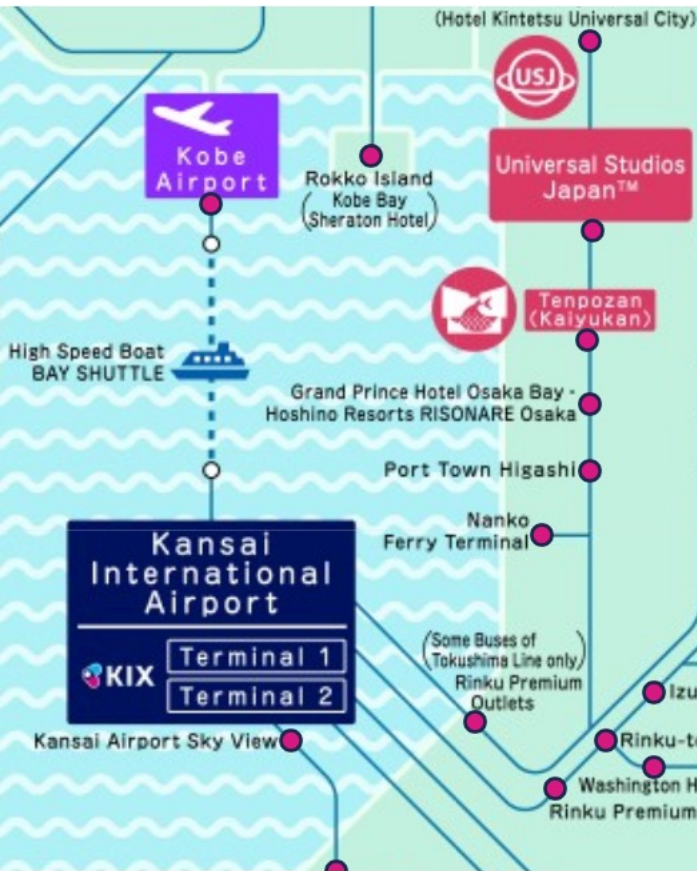 (Hotel Kintetsu Universal City)
USJ
Kobe
Airport
Rokko Island
(Kobe Bay
Sheraton Hotel)
Universal Studios
Japan™
Tenpozan
(Kaiyukan)
High Speed Boat
BAY SHUTTLE
Grand Prince Hotel Osaka Bay -
Hoshino Resorts RISONARE Osaka
Port Town Higashi
Nanko
Ferry Terminal
Kansai
International
Airport
KIX
Terminal 1
Terminal 2
(Some Buses of
Tokushima Line only)
Rinku Premium
Outlets
Kansai Airport Sky View
Izu
Rinku-t
Washington H
Rinku Premium